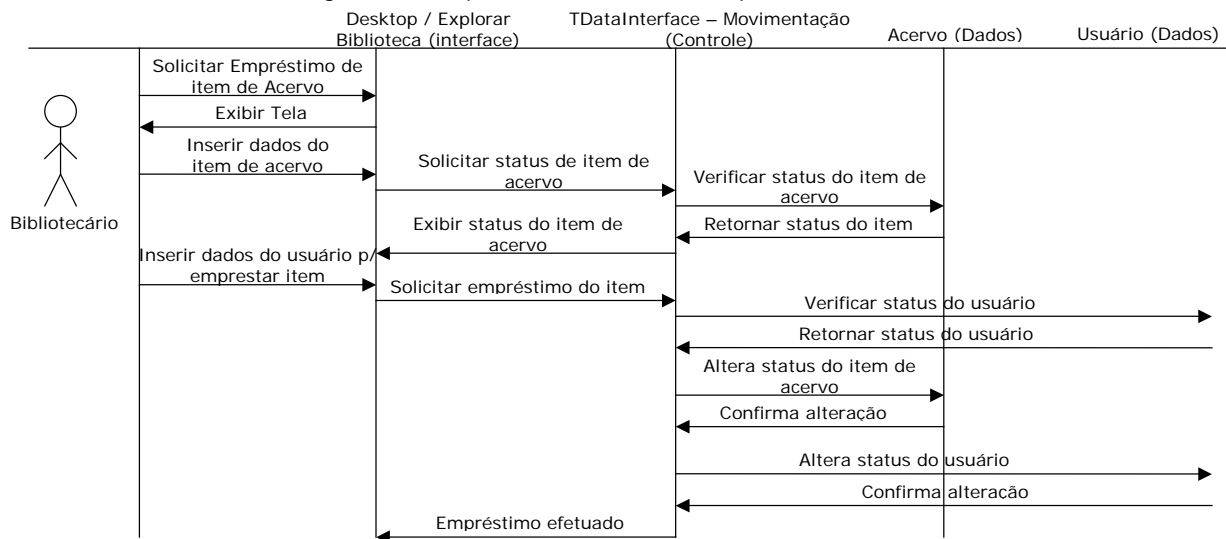 Desktop / Explorar
Biblioteca (interface)
TDataInterface – Movimentação
(Controle)
Acervo (Dados)
Usuário (Dados)
Solicitar Empréstimo de
item de Acervo
Exibir Tela
Inserir dados do
item de acervo
Solicitar status de item de
acervo
Verificar status do item de
acervo
Bibliotecário
Exibir status do item de
acervo
Retornar status do item
Inserir dados do usuário p/
emprestar item
Solicitar empréstimo do item
Verificar status do usuário
Retornar status do usuário
Altera status do item de
acervo
Confirma alteração
Altera status do usuário
Confirma alteração
Empréstimo efetuado